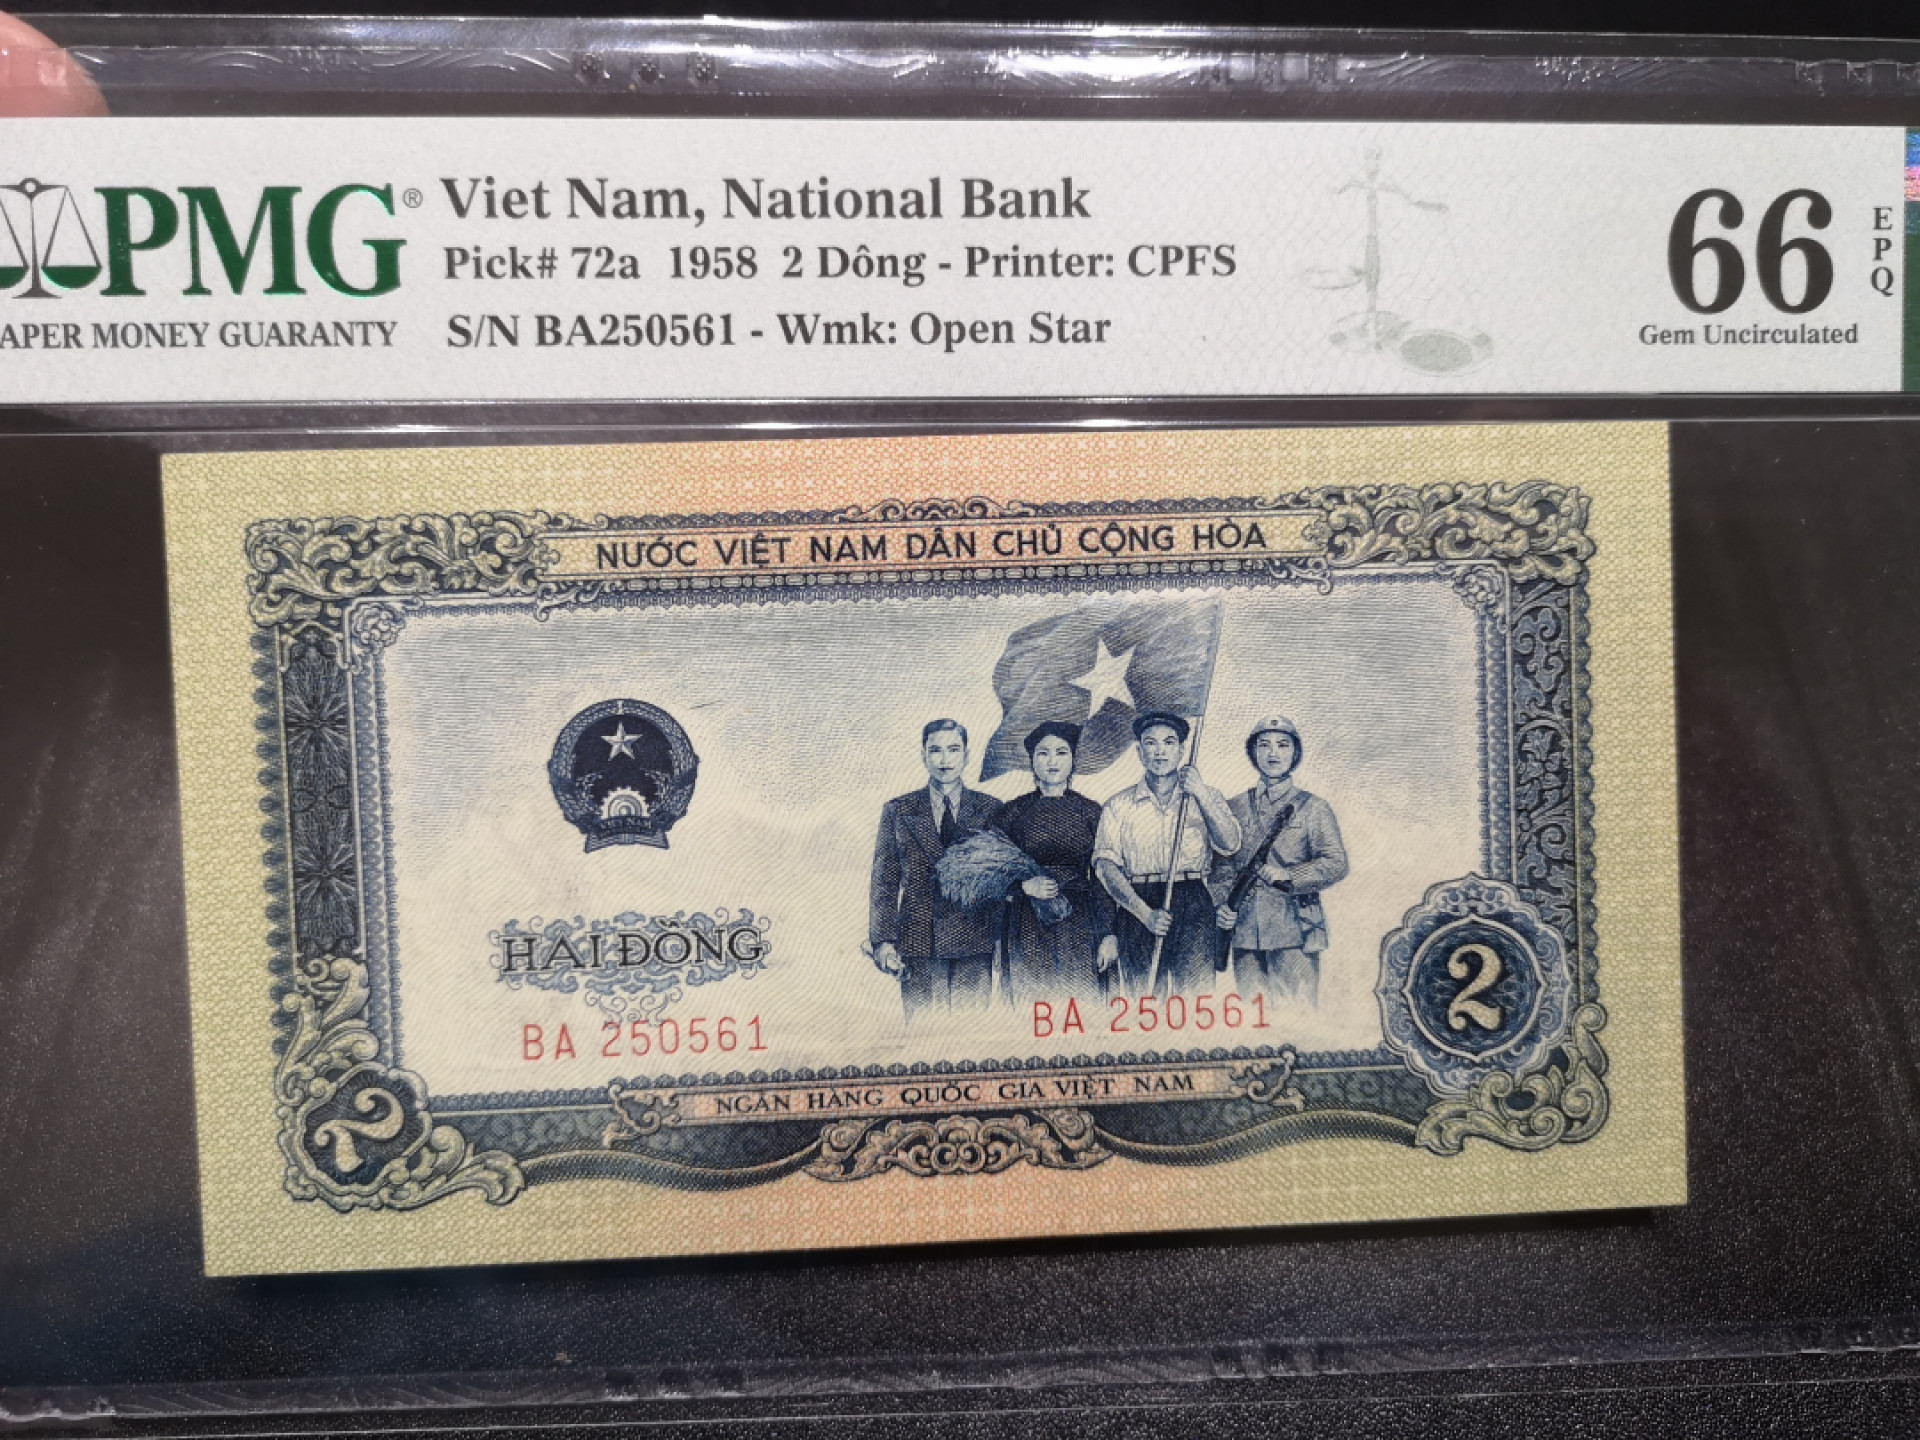 PMG®
APER MONEY GUARANTY
Viet Nam, National Bank
Pick# 72a 1958 2 Dông - Printer: CPFS
S/N BA250561 - Wmk: Open Star
66
EPQ
Gem Uncirculated
NƯỚC VIỆT NAM DÂN CHỦ CỘNG HÒA
VIỆT NAM
HAI ĐỒNG
BA 250561
BA 250561
2
2
NGÂN HÀNG QUỐC GIA VIỆT NAM